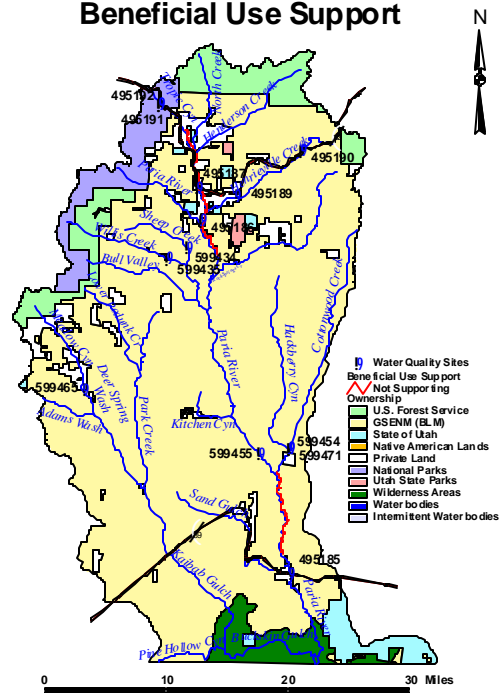 Beneficial Use Support
N
495192
495191
North Creek
Henderson Creek
495190
495137
Paria River
495189
Sheep Creek
495186
Willis Creek
599434
Bull Valley
599435
Cottonwood Creek
Hackberry Cyn
Paria River
Water Quality Sites
Beneficial Use Support
Not Supporting
Ownership
U.S. Forest Service
GSENM (BLM)
State of Utah
Native American Lands
Private Land
National Parks
Utah State Parks
Wilderness Areas
Water bodies
Intermittent Water bodies
599465
Deer Spring
Wash
Adams Wash
Park Creek
Kitchen Cyn
599454
599455
599471
Sand Gulch
89
495185
Kaibab Gulch
Paria River
0 10 20 30 Miles